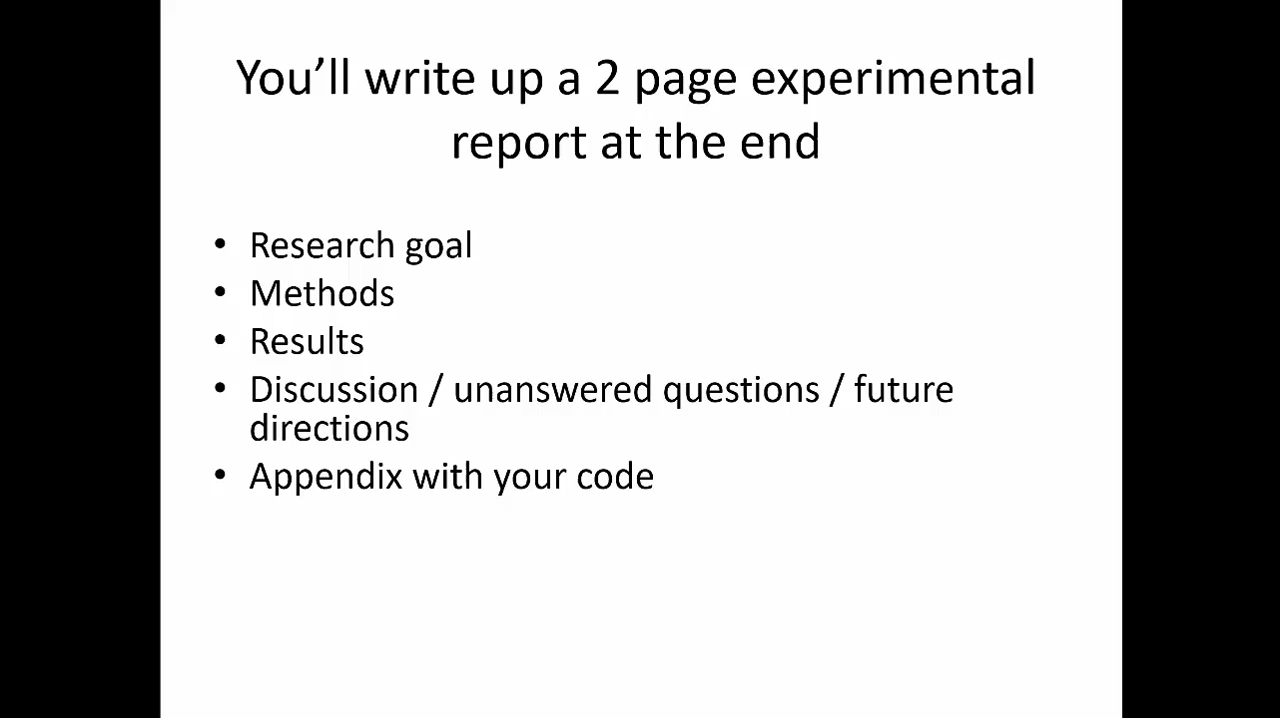 You’ll write up a 2 page experimental
report at the end
• Research goal
• Methods
• Results
• Discussion / unanswered questions / future
directions
• Appendix with your code